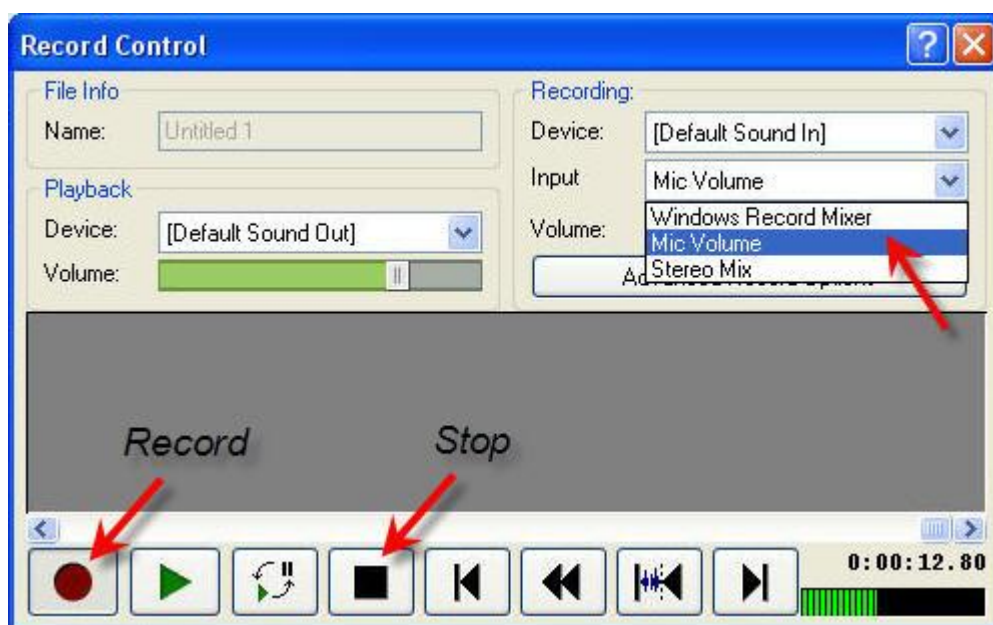 Record Control
File Info
Name: Untitled 1
Playback
Device: [Default Sound Out]
Volume:
Recording:
Device: [Default Sound In]
Input Mic Volume
Volume:
Windows Record Mixer
Mic Volume
Stereo Mix
Record
Stop
0:00:12.80